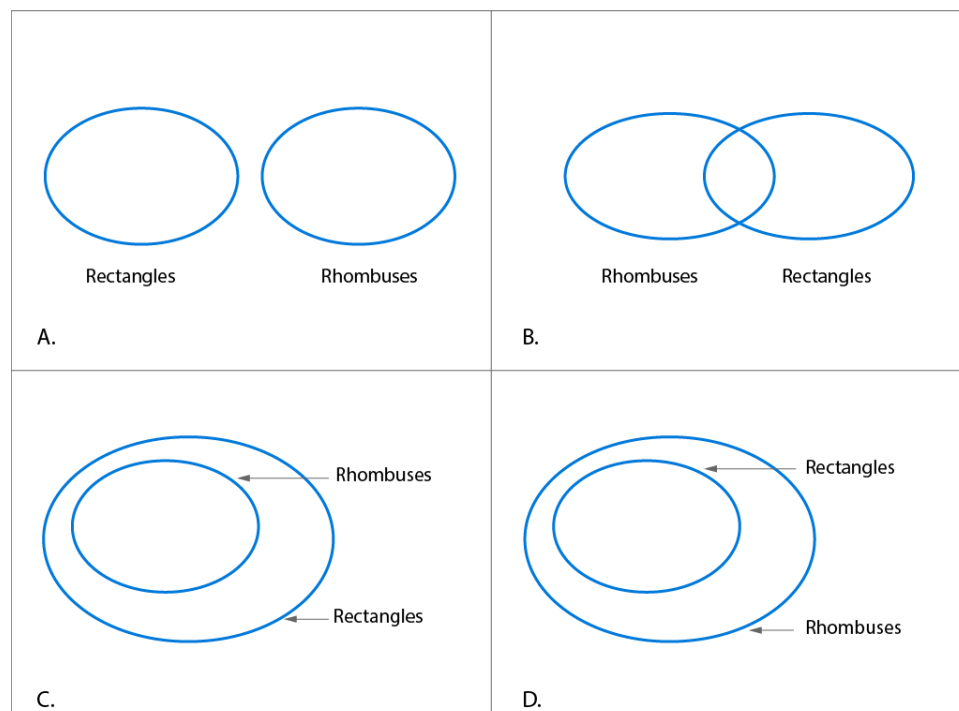 Rectangles
Rhombuses
A.
Rhombuses
Rectangles
B.
Rhombuses
Rectangles
C.
Rectangles
Rhombuses
D.